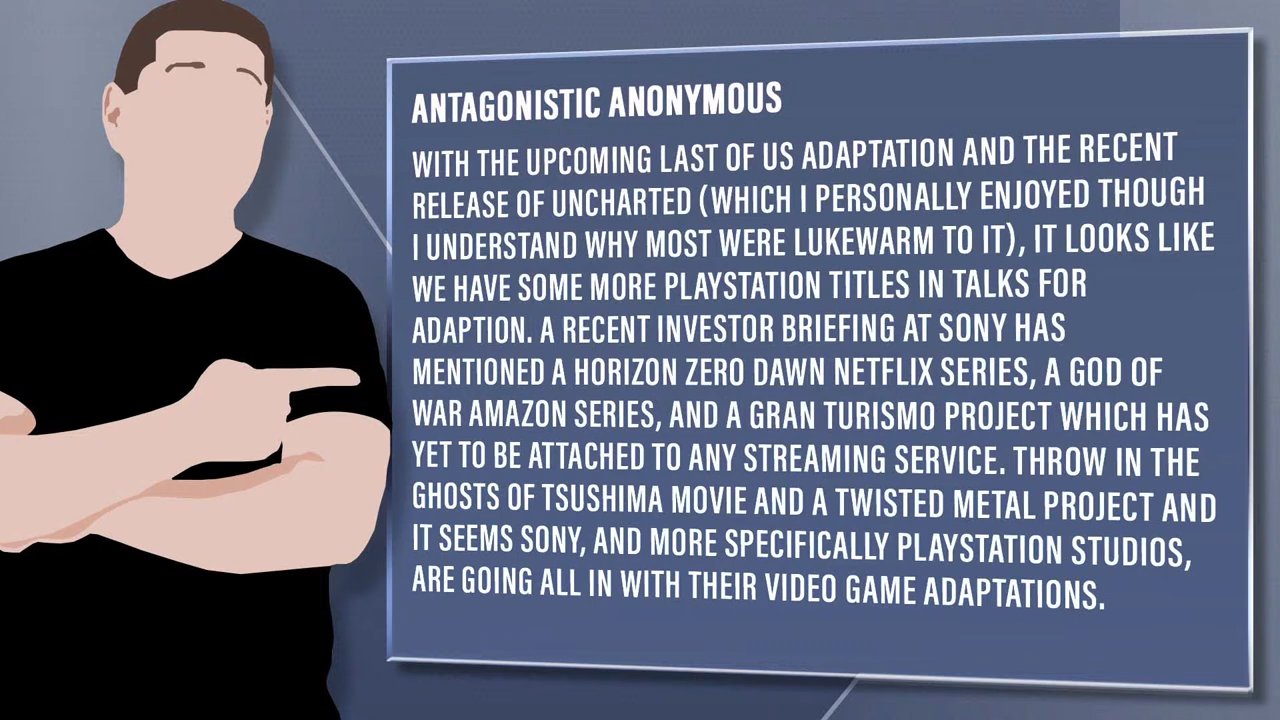 ANTAGONISTIC ANONYMOUS
WITH THE UPCOMING LAST OF US ADAPTATION AND THE RECENT
RELEASE OF UNCHARTED (WHICH I PERSONALLY ENJOYED THOUGH
I UNDERSTAND WHY MOST WERE LUKEWARM TO IT), IT LOOKS LIKE
WE HAVE SOME MORE PLAYSTATION TITLES IN TALKS FOR
ADAPTION. A RECENT INVESTOR BRIEFING AT SONY HAS
MENTIONED A HORIZON ZERO DAWN NETFLIX SERIES, A GOD OF
WAR AMAZON SERIES, AND A GRAN TURISMO PROJECT WHICH HAS
YET TO BE ATTACHED TO ANY STREAMING SERVICE. THROW IN THE
GHOSTS OF TSUSHIMA MOVIE AND A TWISTED METAL PROJECT AND
IT SEEMS SONY, AND MORE SPECIFICALLY PLAYSTATION STUDIOS,
ARE GOING ALL IN WITH THEIR VIDEO GAME ADAPTATIONS.